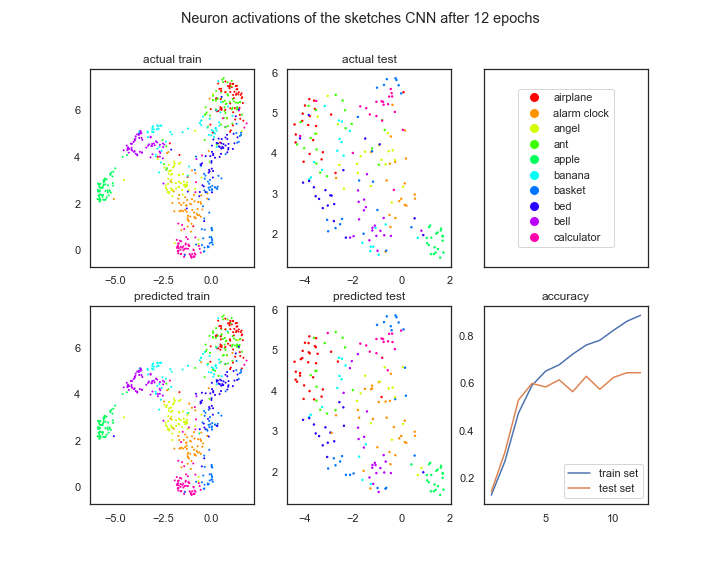 Neuron activations of the sketches CNN after 12 epochs
actual train
6
4
2
0
−5.0 −2.5 0.0
actual test
6
5
4
3
2
−4 −2 0 2
airplane
alarm clock
angel
ant
apple
banana
basket
bed
bell
calculator
predicted train
6
4
2
0
−5.0 −2.5 0.0
predicted test
6
5
4
3
2
−4 −2 0 2
accuracy
0.8
0.6
0.4
0.2
train set
test set
5 10